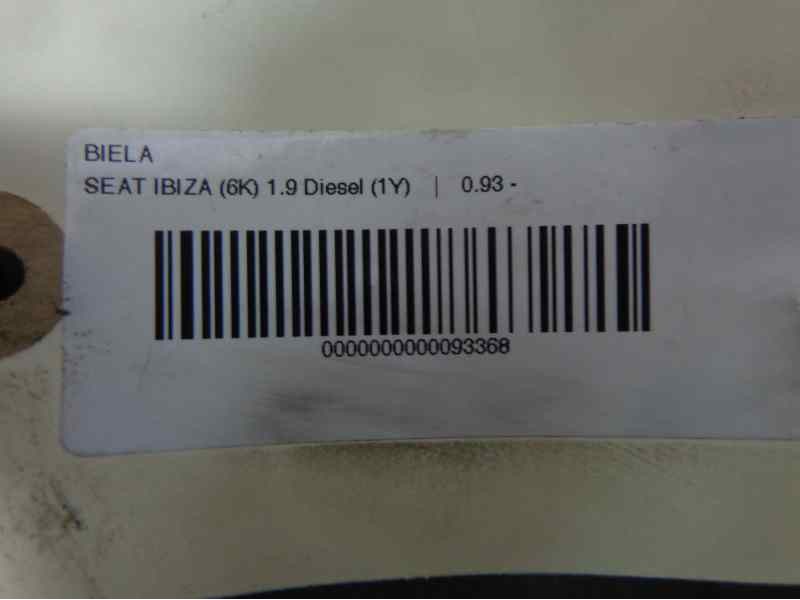 BIELA
SEAT IBIZA (6K) 1.9 Diesel (1Y) | 0.93 -
0000000000093368